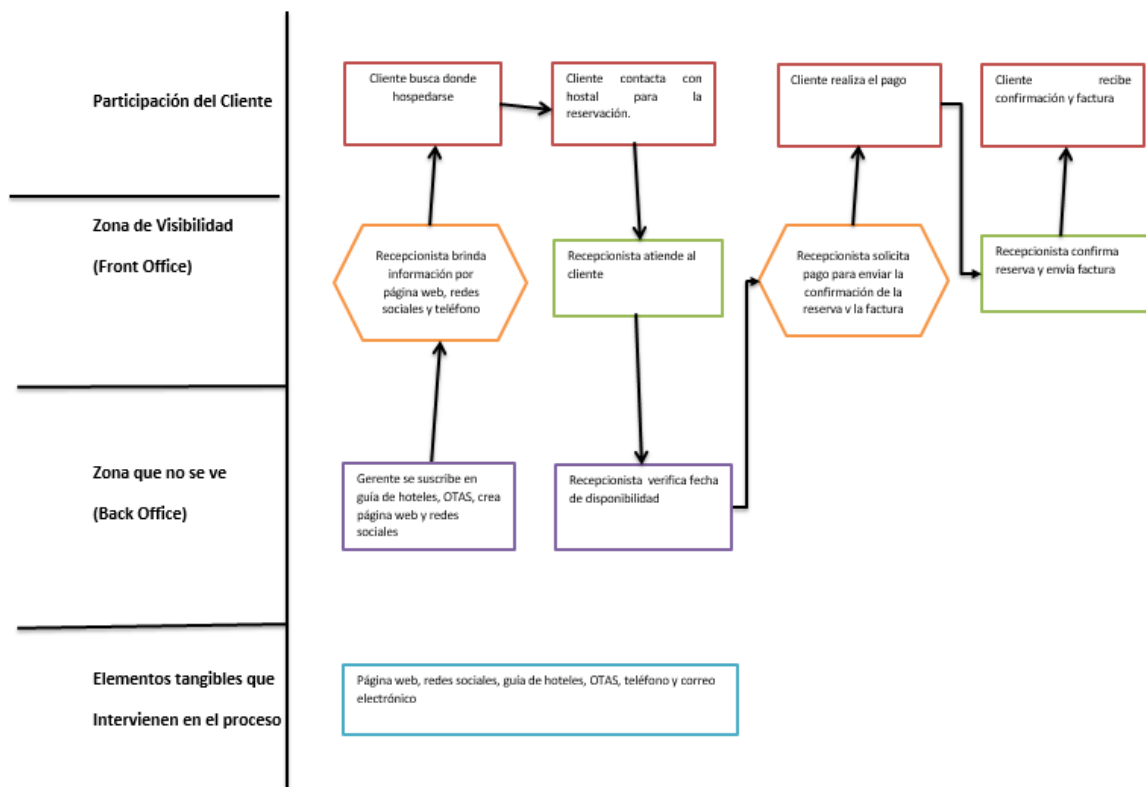 Participación del Cliente
Cliente busca donde
hospedarse
Cliente contacta con
hostal para la
reservación.
Cliente realiza el pago
Cliente recibe
confirmación y factura
Zona de Visibilidad
(Front Office)
Recepcionista brinda
información por
página web, redes
sociales y teléfono
Recepcionista atiende al
cliente
Recepcionista solicita
pago para enviar la
confirmación de la
reserva y la factura
Recepcionista confirma
reserva y envía factura
Zona que no se ve
(Back Office)
Gerente se suscribe en
guía de hoteles, OTAS, crea
página web y redes
sociales
Recepcionista verifica fecha
de disponibilidad
Elementos tangibles que
Intervienen en el proceso
Página web, redes sociales, guía de hoteles, OTAS, teléfono y correo
electrónico